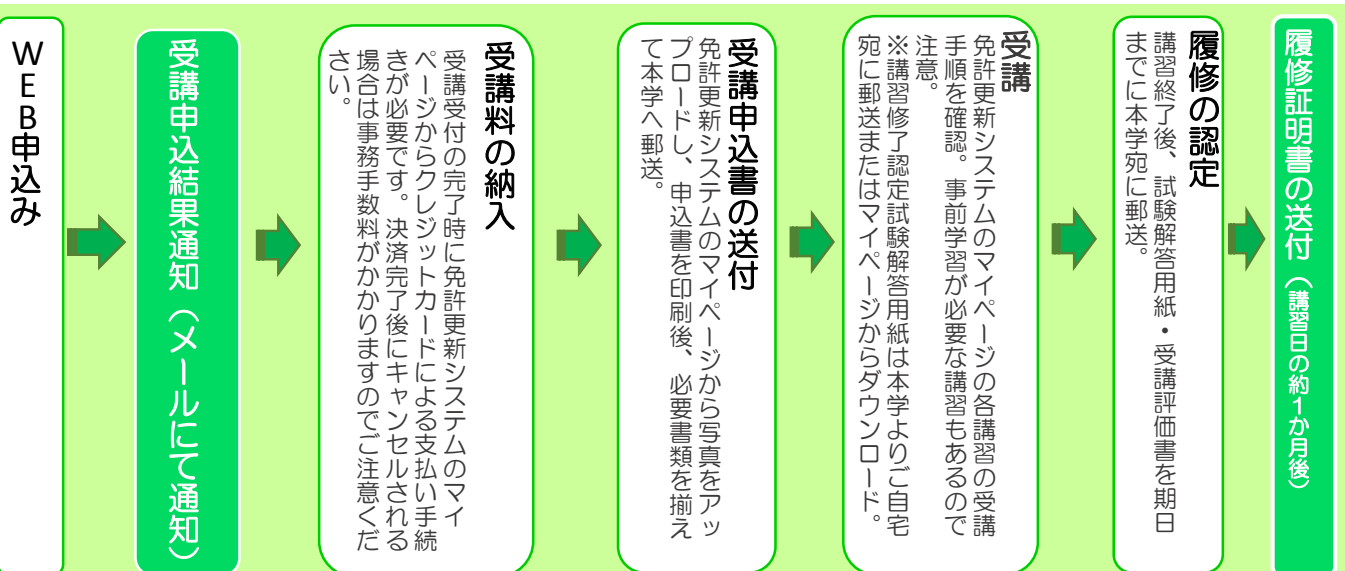 WEB申込み
受講申込結果通知（メールにて通知）
受講料の納入
受講受付の完了時に免許更新システムのマイ
ページからクレジットカードによる支払い手続
きが必要です。決済完了後にキャンセルされる
場合は事務手数料がかかりますのでご注意くだ
さい。
受講申込書の送付
免許更新システムのマイページから写真をアッ
プロードし、申込書を印刷後、必要書類を揃え
て本学へ郵送。
受講
免許更新システムのマイページの各講習の受講
手順を確認。事前学習が必要な講習もあるので
注意。
※講習修了認定試験解答用紙は本学よりご自宅
宛に郵送またはマイページからダウンロード。
履修の認定
講習終了後、試験解答用紙・受講評価書を期日
までに本学宛に郵送。
履修証明書の送付（講習日の約１か月後）